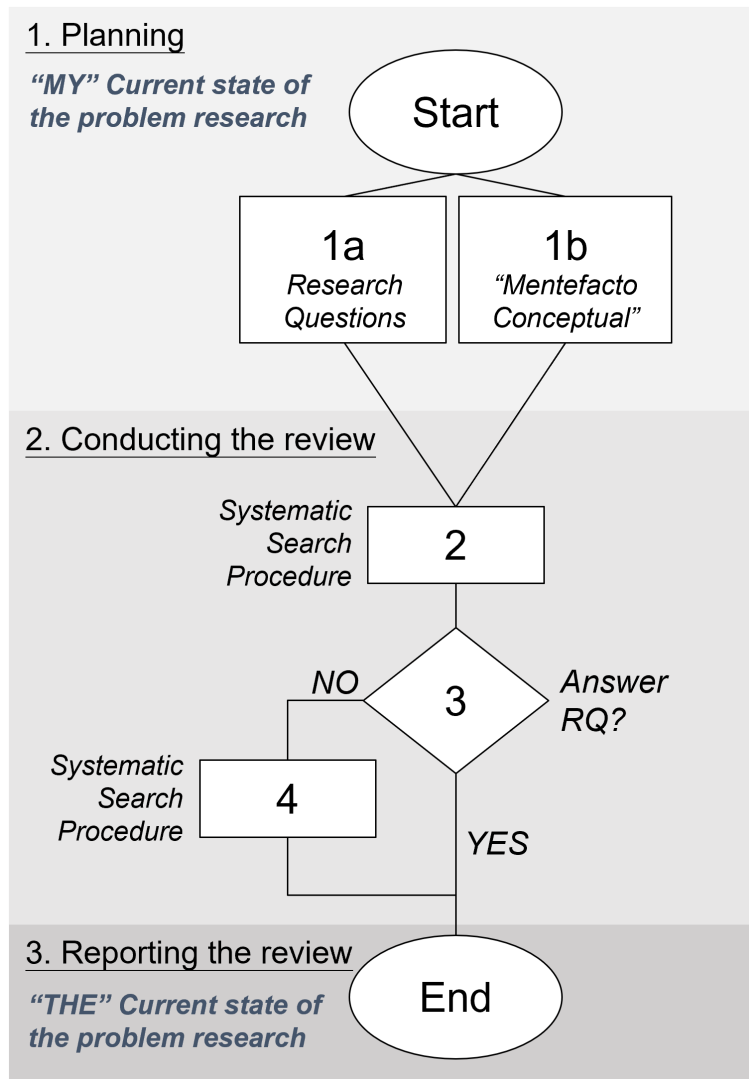 1. Planning
“MY” Current state of
the problem research
Start
1a
Research
Questions
1b
“Mentefacto
Conceptual”
2. Conducting the review
Systematic
Search
Procedure
2
3
NO
Answer
RQ?
Systematic
Search
Procedure
4
YES
3. Reporting the review
“THE” Current state of
the problem research
End